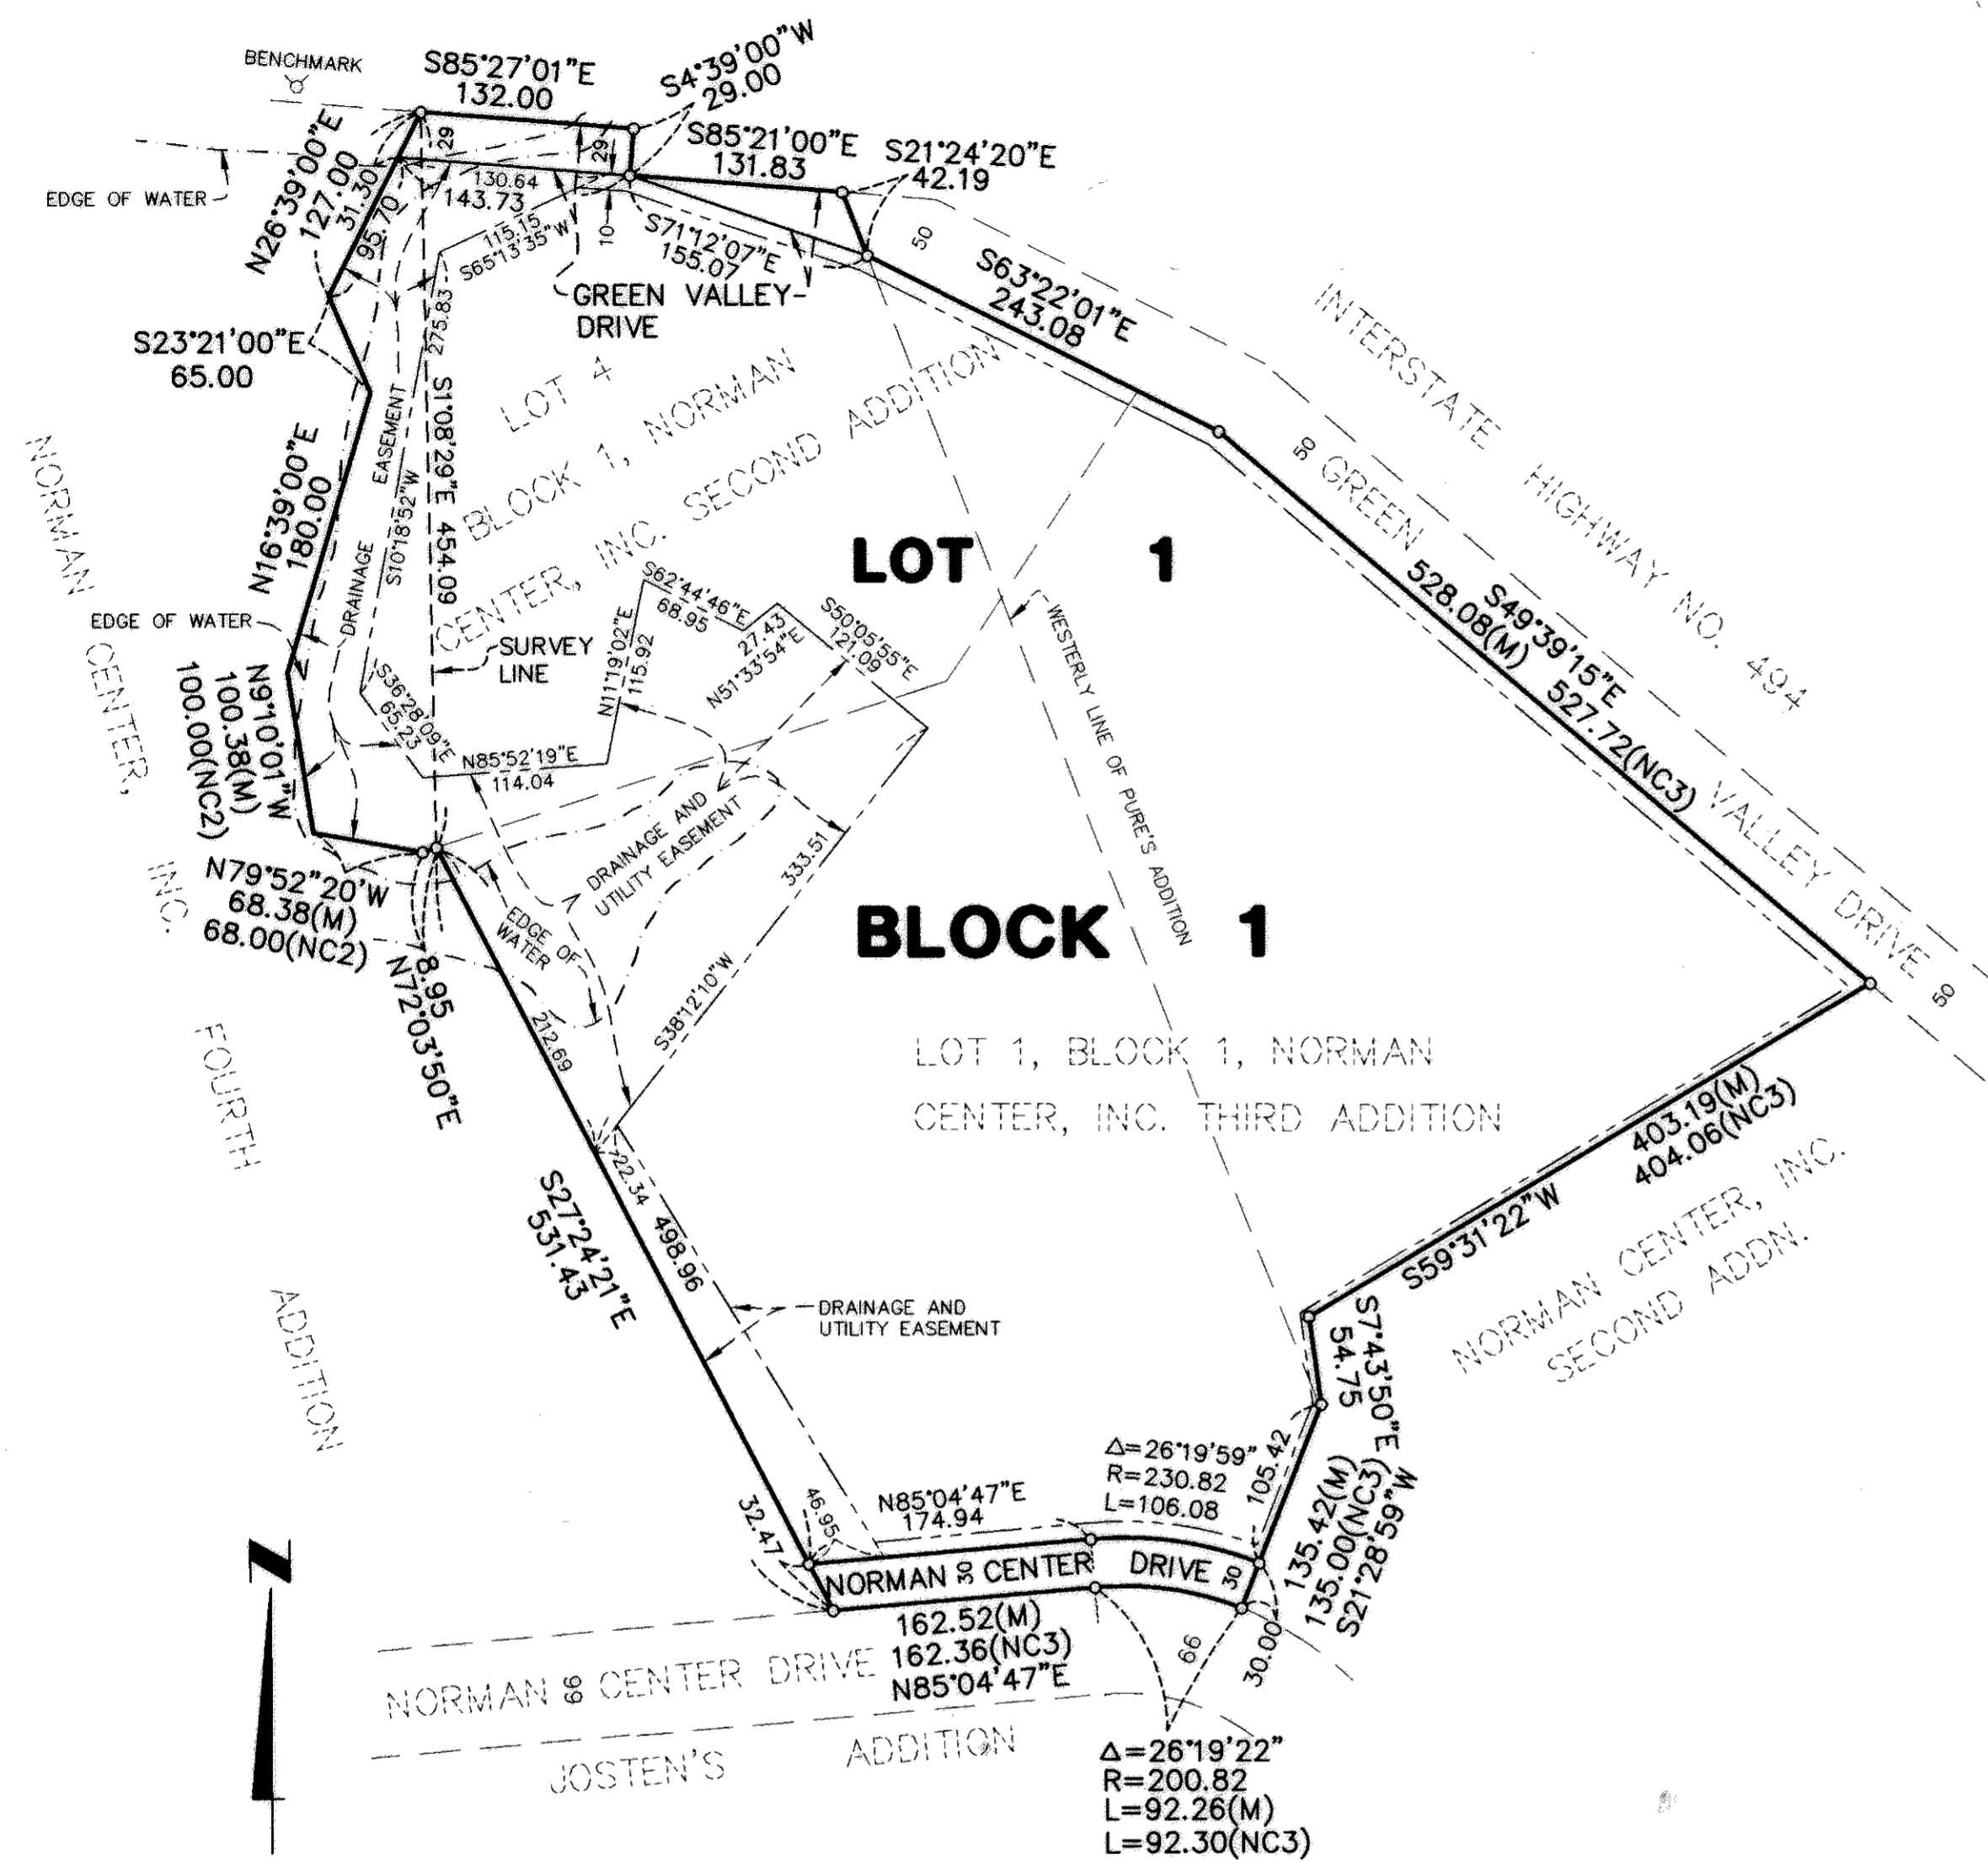 BENCHMARK
S85°27'01"E
132.00
S4°39'00"W
29.00
S85°21'00"E
131.83
S21°24'20"E
42.19
EDGE OF WATER
N26°39'00"E
127.00
31.30
95.70
29
29
130.64
143.73
115.15
S65°13'35"W
10
S71°12'07"E
155.07
50
S63°22'01"E
243.08
GREEN VALLEY
DRIVE
INTERSTATE HIGHWAY NO. 494
S23°21'00"E
65.00
275.83
S1°08'29"E 454.09
LOT 4
BLOCK 1, NORMAN
CENTER, INC. SECOND ADDITION
DRAINAGE EASEMENT
S10°18'52"W
N16°39'00"E
180.00
50
GREEN VALLEY DRIVE
50
S49°39'15"E
528.08(M) 527.72(NC3)
LOT 1
EDGE OF WATER
SURVEY
LINE
S62°44'46"E
68.95
27.43
N51°33'54"E
S50°05'55"E
121.09
N11°19'02"E
115.92
WESTERLY LINE OF PURE'S ADDITION
N9°10'01"W
100.38(M)
100.00(NC2)
S36°28'09"E
65.23
N85°52'19"E
114.04
DRAINAGE AND
UTILITY EASEMENT
333.51
S38°12'10"W
N79°52"20'W
68.38(M)
68.00(NC2)
8.95
N72°03'50"E
EDGE OF
WATER
BLOCK 1
212.69
LOT 1, BLOCK 1, NORMAN
CENTER, INC. THIRD ADDITION
NORMAN CENTER, INC. FOURTH ADDITION
22.34
498.96
S27°24'21"E
531.43
403.19(M)
404.06(NC3)
S59°31'22"W
NORMAN CENTER, INC.
SECOND ADDN.
DRAINAGE AND
UTILITY EASEMENT
S7°43'50"E
54.75
105.42
135.42(M)
135.00(NC3)
S21°28'59"W
Δ=26°19'59"
R=230.82
L=106.08
N85°04'47"E
174.94
46.95
32.47
NORMAN 30 CENTER DRIVE 30
162.52(M)
162.36(NC3)
N85°04'47"E
66
30.00
NORMAN 66 CENTER DRIVE
JOSTEN'S ADDITION
Δ=26°19'22"
R=200.82
L=92.26(M)
L=92.30(NC3)
N